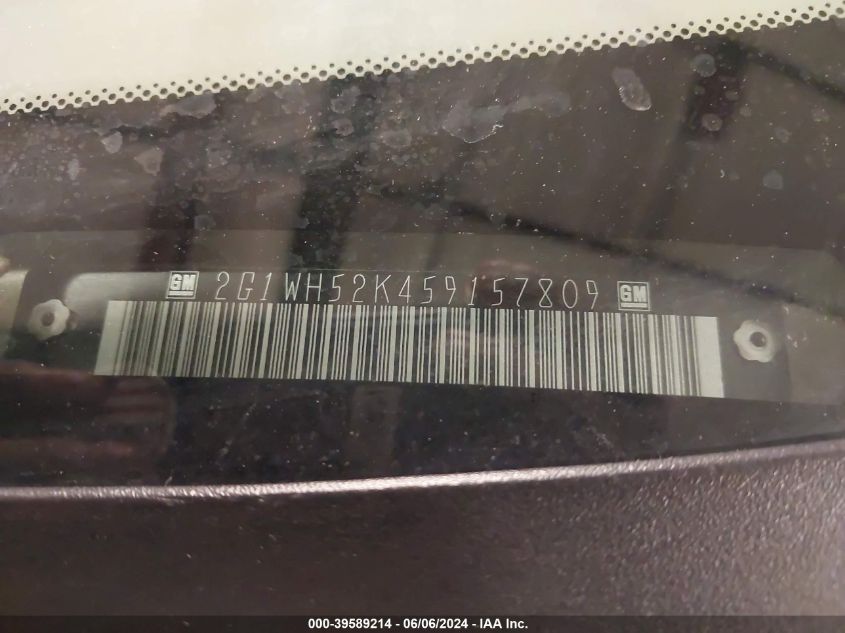 GM 2G1WH52K459157809 GM
000-39589214 - 06/06/2024 - IAA Inc.